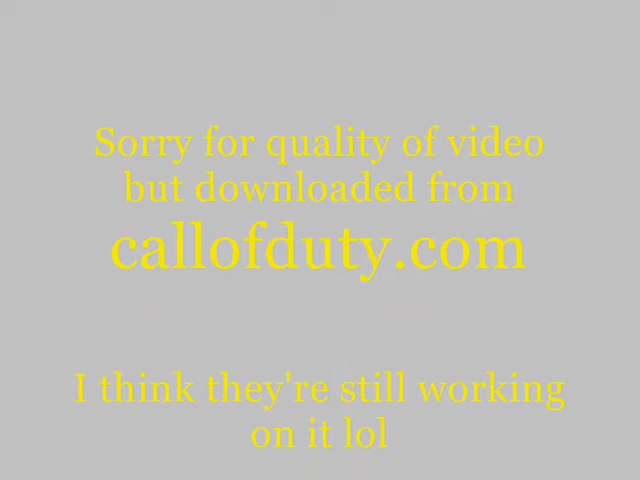 Sorry for quality of video
but downloaded from
callofduty.com
I think they're still working
on it lol